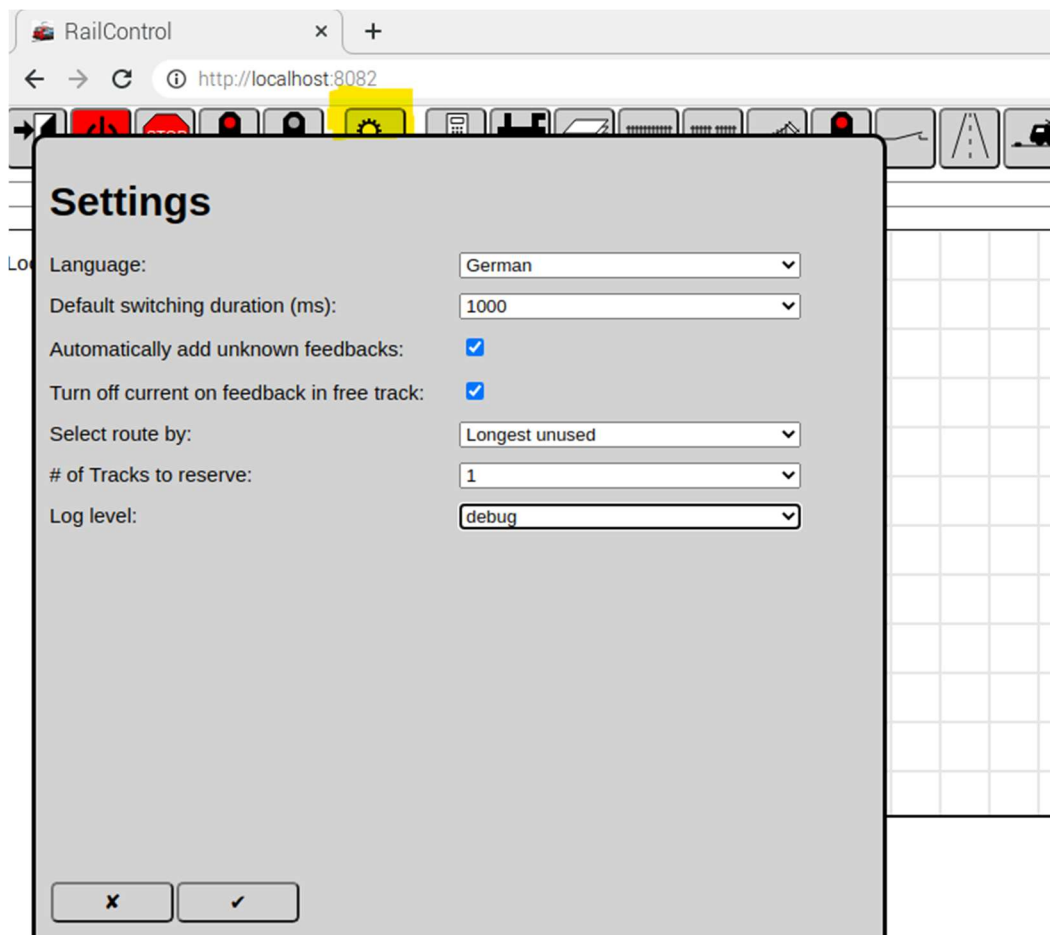 RailControl
http://localhost:8082
STOP
Settings
Language: German
Default switching duration (ms): 1000
Automatically add unknown feedbacks:
Turn off current on feedback in free track:
Select route by: Longest unused
# of Tracks to reserve: 1
Log level: debug